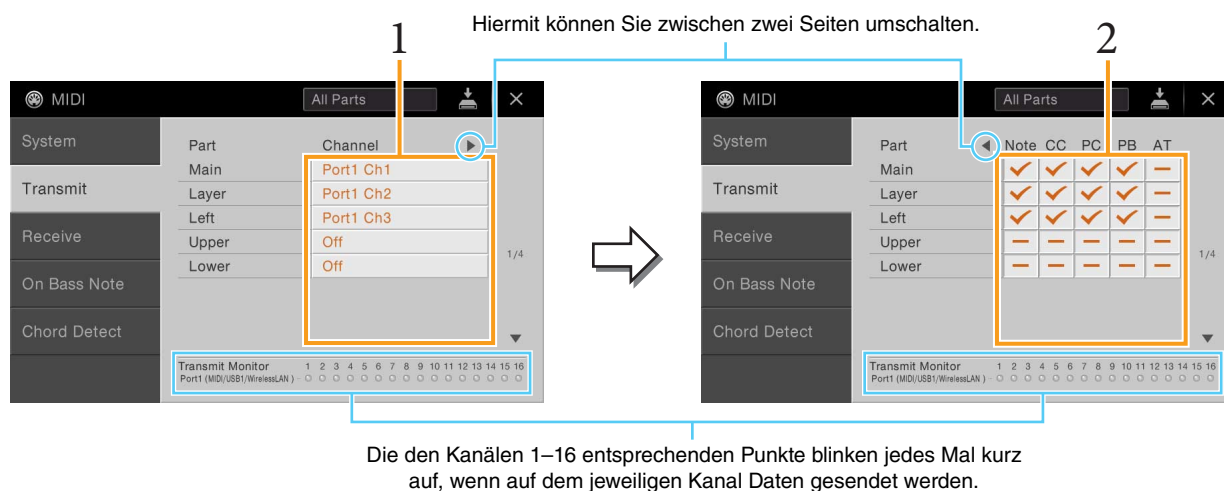 Hiermit können Sie zwischen zwei Seiten umschalten.
1
2
MIDI
All Parts
System
Transmit
Receive
On Bass Note
Chord Detect
Part Channel
Main Port1 Ch1
Layer Port1 Ch2
Left Port1 Ch3
Upper Off
Lower Off
1/4
Transmit Monitor 1 2 3 4 5 6 7 8 9 10 11 12 13 14 15 16
Port1 (MIDI/USB1/WirelessLAN)
MIDI
All Parts
System
Transmit
Receive
On Bass Note
Chord Detect
Part Note CC PC PB AT
Main
Layer
Left
Upper
Lower
1/4
Transmit Monitor 1 2 3 4 5 6 7 8 9 10 11 12 13 14 15 16
Port1 (MIDI/USB1/WirelessLAN)
Die den Kanälen 1–16 entsprechenden Punkte blinken jedes Mal kurz
auf, wenn auf dem jeweiligen Kanal Daten gesendet werden.